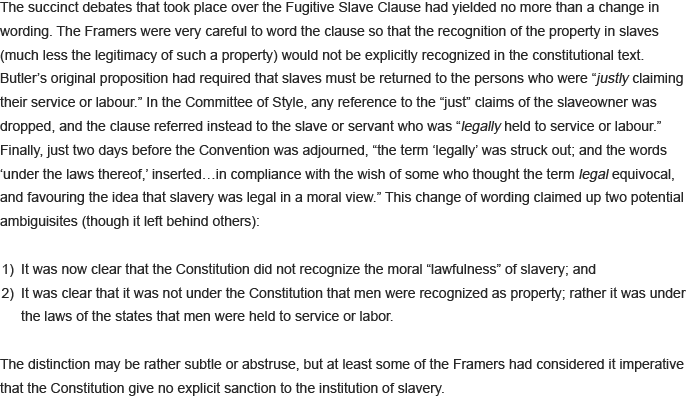 The succinct debates that took place over the Fugitive Slave Clause had yielded no more than a change in
wording. The Framers were very careful to word the clause so that the recognition of the property in slaves
(much less the legitimacy of such a property) would not be explicitly recognized in the constitutional text.
Butler’s original proposition had required that slaves must be returned to the persons who were “justly claiming
their service or labour.” In the Committee of Style, any reference to the “just” claims of the slaveowner was
dropped, and the clause referred instead to the slave or servant who was “legally held to service or labour.”
Finally, just two days before the Convention was adjourned, “the term ‘legally’ was struck out; and the words
‘under the laws thereof,’ inserted…in compliance with the wish of some who thought the term legal equivocal,
and favouring the idea that slavery was legal in a moral view.” This change of wording claimed up two potential
ambiguisites (though it left behind others):
1) It was now clear that the Constitution did not recognize the moral “lawfulness” of slavery; and
2) It was clear that it was not under the Constitution that men were recognized as property; rather it was under
the laws of the states that men were held to service or labor.
The distinction may be rather subtle or abstruse, but at least some of the Framers had considered it imperative
that the Constitution give no explicit sanction to the institution of slavery.